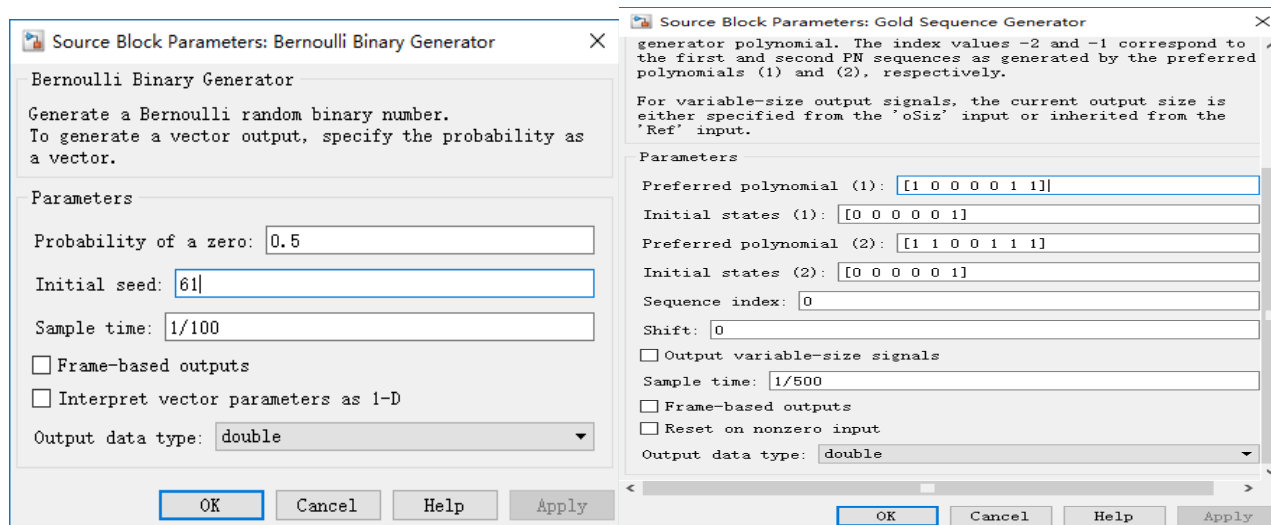 Source Block Parameters: Bernoulli Binary Generator
Bernoulli Binary Generator
Generate a Bernoulli random binary number.
To generate a vector output, specify the probability as
a vector.
Parameters
Probability of a zero: 0.5
Initial seed: 61
Sample time: 1/100
Frame-based outputs
Interpret vector parameters as 1-D
Output data type: double
OK Cancel Help Apply
Source Block Parameters: Gold Sequence Generator
generator polynomial. The index values -2 and -1 correspond to
the first and second PN sequences as generated by the preferred
polynomials (1) and (2), respectively.
For variable-size output signals, the current output size is
either specified from the 'oSiz' input or inherited from the
'Ref' input.
Parameters
Preferred polynomial (1): [1 0 0 0 0 1 1]
Initial states (1): [0 0 0 0 0 1]
Preferred polynomial (2): [1 1 0 0 1 1 1]
Initial states (2): [0 0 0 0 0 1]
Sequence index: 0
Shift: 0
Output variable-size signals
Sample time: 1/500
Frame-based outputs
Reset on nonzero input
Output data type: double
OK Cancel Help Apply